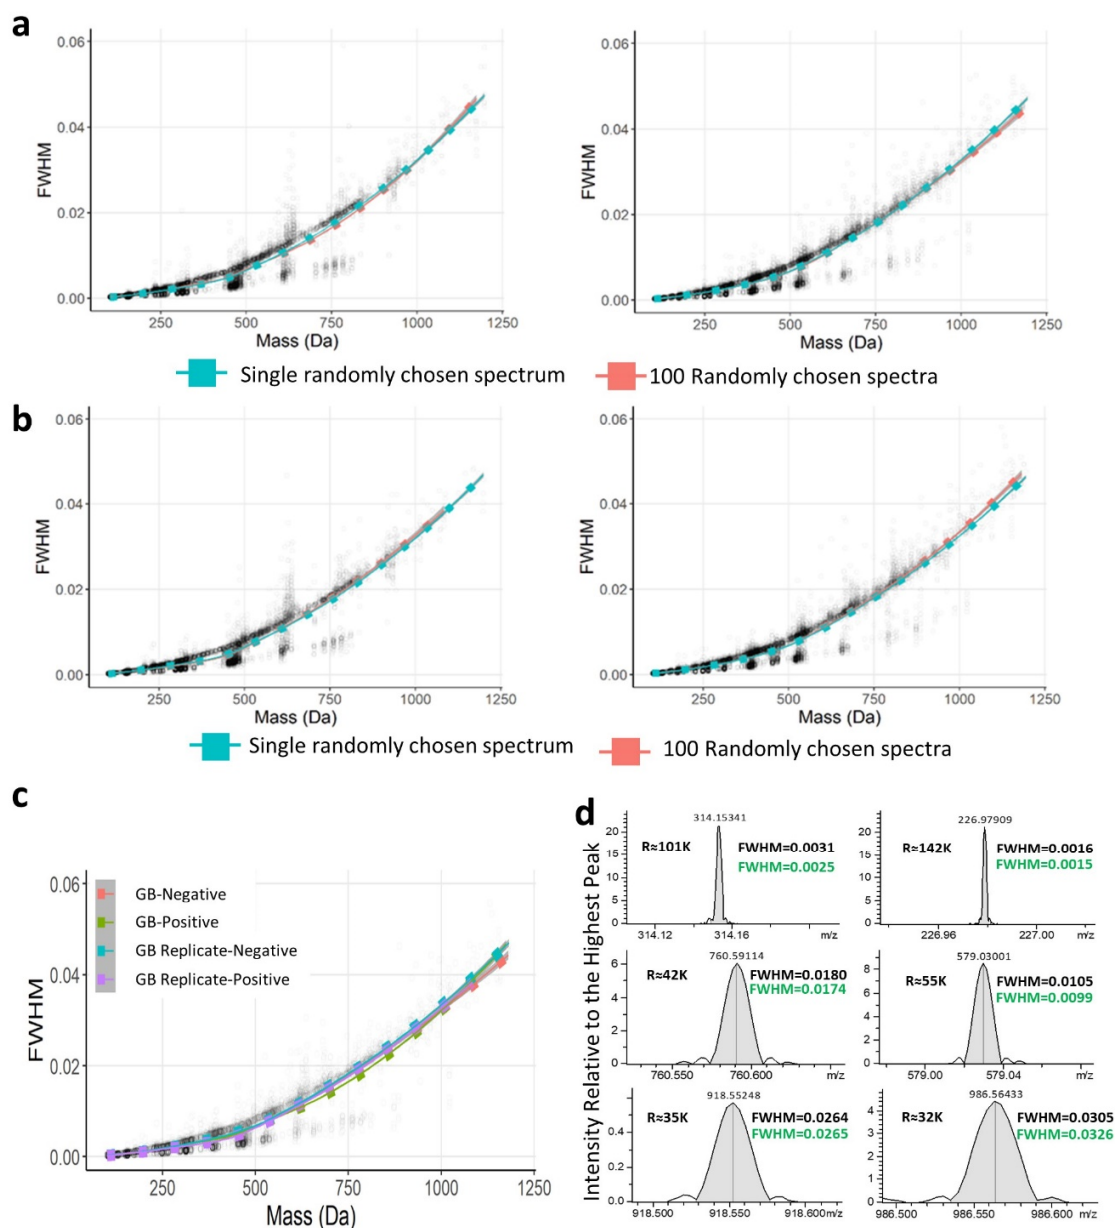 a
0.06
0.04
0.02
0.00
FWHM
250 500 750 1000 1250
Mass (Da)
0.06
0.04
0.02
0.00
FWHM
250 500 750 1000 1250
Mass (Da)
Single randomly chosen spectrum
100 Randomly chosen spectra
b
0.06
0.04
0.02
0.00
FWHM
250 500 750 1000 1250
Mass (Da)
0.06
0.04
0.02
0.00
FWHM
250 500 750 1000 1250
Mass (Da)
Single randomly chosen spectrum
100 Randomly chosen spectra
c
0.06
0.04
0.02
0.00
FWHM
GB-Negative
GB-Positive
GB Replicate-Negative
GB Replicate-Positive
250 500 750 1000 1250
Mass (Da)
d
Intensity Relative to the Highest Peak
314.15341
R≈101K
FWHM=0.0031
FWHM=0.0025
20
15
10
5
0
314.12 314.16 m/z
226.97909
R≈142K
FWHM=0.0016
FWHM=0.0015
20
15
10
5
0
226.96 227.00 m/z
760.59114
R≈42K
FWHM=0.0180
FWHM=0.0174
6
4
2
0
760.550 760.600 m/z
579.03001
R≈55K
FWHM=0.0105
FWHM=0.0099
8
6
4
2
0
579.00 579.04 m/z
918.55248
R≈35K
FWHM=0.0264
FWHM=0.0265
0.6
0.4
0.2
0.0
918.500 918.550 918.600 m/z
986.56433
R≈32K
FWHM=0.0305
FWHM=0.0326
4
3
2
1
0
986.500 986.550 986.600 m/z